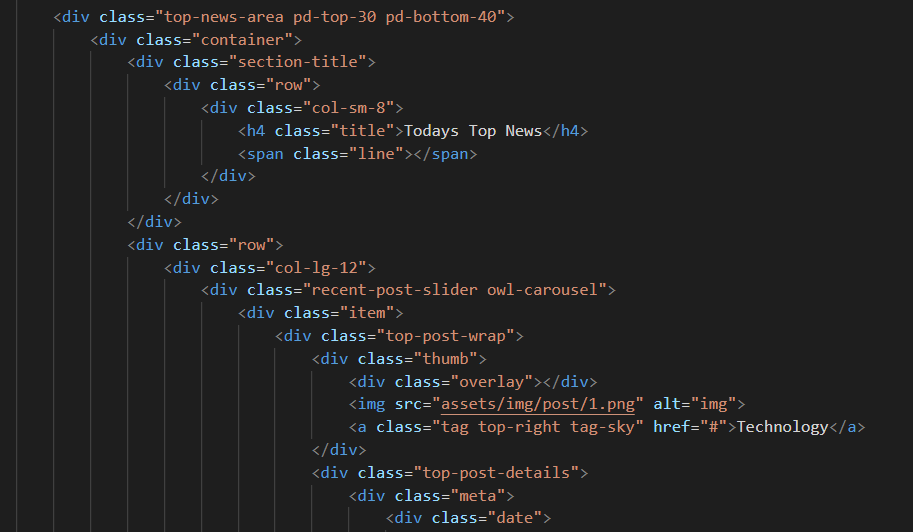 <div class="top-news-area pd-top-30 pd-bottom-40">
<div class="container">
<div class="section-title">
<div class="row">
<div class="col-sm-8">
<h4 class="title">Todays Top News</h4>
<span class="line"></span>
</div>
</div>
</div>
<div class="row">
<div class="col-lg-12">
<div class="recent-post-slider owl-carousel">
<div class="item">
<div class="top-post-wrap">
<div class="thumb">
<div class="overlay"></div>
<img src="assets/img/post/1.png" alt="img">
<a class="tag top-right tag-sky" href="#">Technology</a>
</div>
<div class="top-post-details">
<div class="meta">
<div class="date">